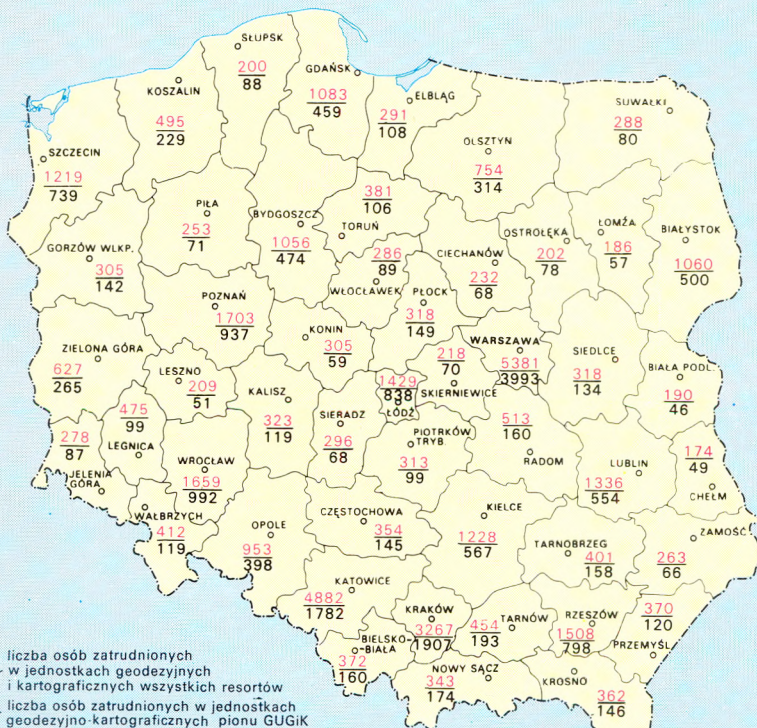 SŁUPSK
200
88
GDAŃSK
1083
459
KOSZALIN
495
229
ELBLĄG
291
108
SUWAŁKI
288
80
OLSZTYN
754
314
SZCZECIN
1219
739
PIŁA
253
71
BYDGOSZCZ
1056
474
381
106
TORUŃ
OSTROŁĘKA
202
78
ŁOMŻA
186
57
BIAŁYSTOK
1060
500
GORZÓW WLKP.
305
142
286
89
WŁOCŁAWEK
CIECHANÓW
232
68
PŁOCK
318
149
POZNAŃ
1703
937
KONIN
305
59
WARSZAWA
5381
3993
SIEDLCE
318
134
ZIELONA GÓRA
627
265
LESZNO
209
51
218
70
SKIERNIEWICE
BIAŁA PODL.
190
46
KALISZ
323
119
1429
838
ŁÓDŹ
SIERADZ
296
68
475
99
LEGNICA
278
87
JELENIA
GÓRA
PIOTRKÓW
TRYB.
313
99
513
160
RADOM
LUBLIN
1336
554
174
49
CHEŁM
WROCŁAW
1659
992
WAŁBRZYCH
412
119
OPOLE
953
398
CZĘSTOCHOWA
354
145
KIELCE
1228
567
TARNOBRZEG
401
158
ZAMOŚĆ
263
66
KATOWICE
4882
1782
KRAKÓW
3267
1907
TARNÓW
454
193
RZESZÓW
1508
798
370
120
PRZEMYŚL
BIELSKO-
-BIAŁA
372
160
NOWY SĄCZ
343
174
KROSNO
362
146
liczba osób zatrudnionych
w jednostkach geodezyjnych
i kartograficznych wszystkich resortów
liczba osób zatrudnionych w jednostkach
geodezyjno-kartograficznych pionu GUGiK